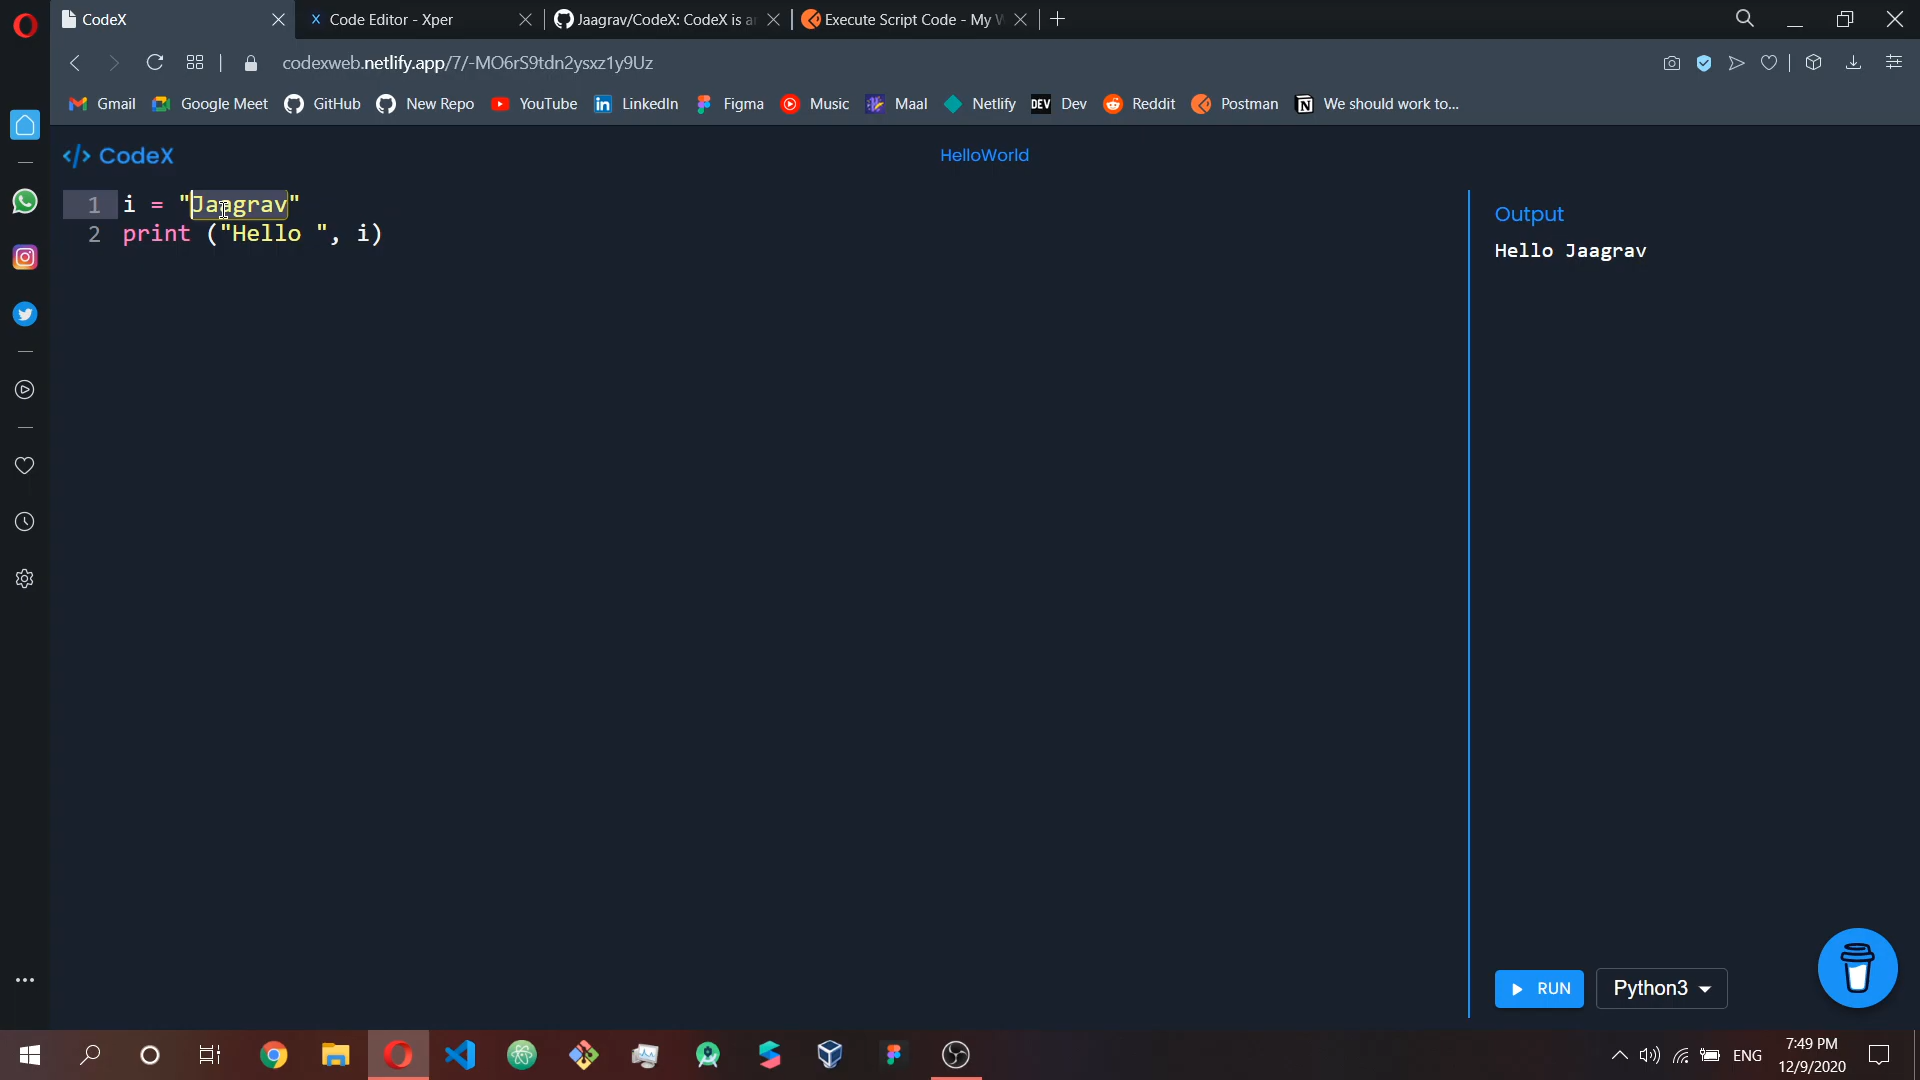 CodeX
Code Editor - Xper
Jaagrav/CodeX: CodeX is a
Execute Script Code - My W
codexweb.netlify.app/7/-MO6rS9tdn2ysxz1y9Uz
Gmail
Google Meet
GitHub
New Repo
YouTube
LinkedIn
Figma
Music
Maal
Netlify
DEV Dev
Reddit
Postman
We should work to...
</> CodeX
HelloWorld
1 i = "Jaagrav"
2 print ("Hello ", i)
Output
Hello Jaagrav
RUN
Python3
ENG
7:49 PM
12/9/2020